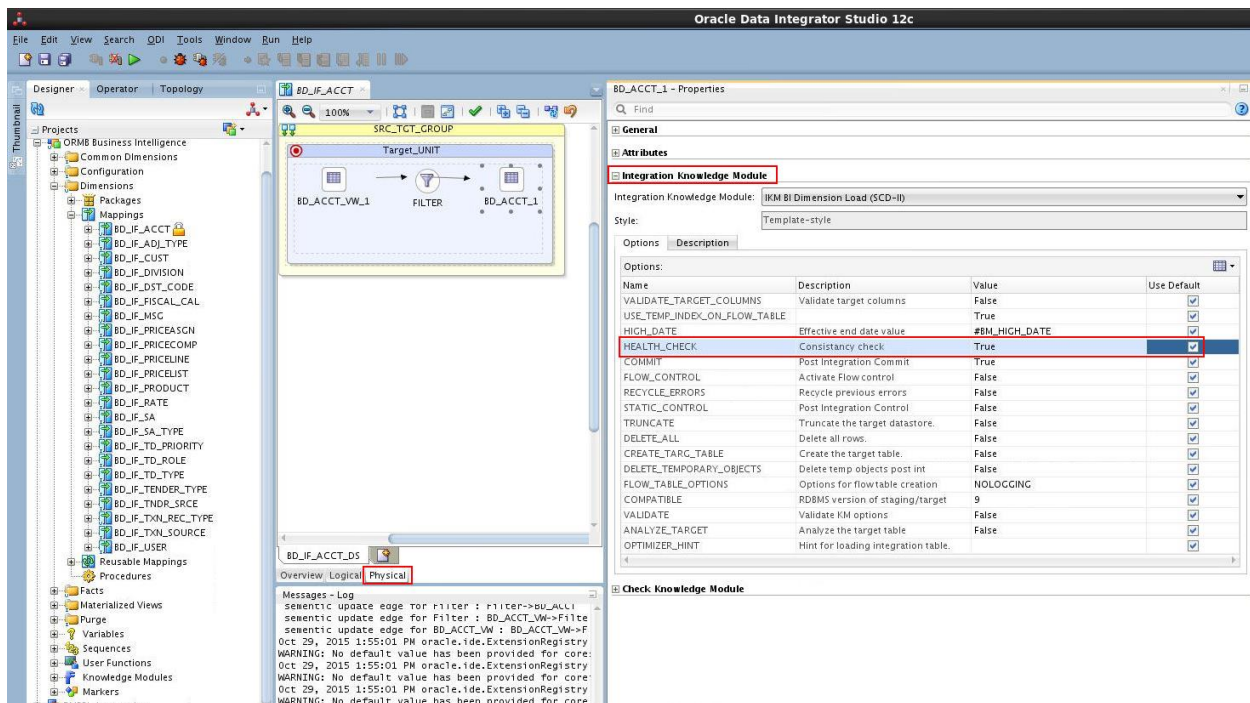 Oracle Data Integrator Studio 12c
File Edit View Search ODI Tools Window Run Help
Thumbnail
Designer Operator Topology
Projects
ORMB Business Intelligence
Common Dimensions
Configuration
Dimensions
Packages
Mappings
BD_IF_ACCT
BD_IF_ADJ_TYPE
BD_IF_CUST
BD_IF_DIVISION
BD_IF_DST_CODE
BD_IF_FISCAL_CAL
BD_IF_MSG
BD_IF_PRICEASGN
BD_IF_PRICECOMP
BD_IF_PRICELINE
BD_IF_PRICELIST
BD_IF_PRODUCT
BD_IF_RATE
BD_IF_SA
BD_IF_SA_TYPE
BD_IF_TD_PRIORITY
BD_IF_TD_ROLE
BD_IF_TD_TYPE
BD_IF_TENDER_TYPE
BD_IF_TNDR_SRCE
BD_IF_TXN_REC_TYPE
BD_IF_TXN_SOURCE
BD_IF_USER
Reusable Mappings
Procedures
Facts
Materialized Views
Purge
Variables
Sequences
User Functions
Knowledge Modules
Markers
BD_IF_ACCT
100%
SRC_TGT_GROUP
Target_UNIT
BD_ACCT_VW_1 FILTER BD_ACCT_1
BD_IF_ACCT_DS
Overview Logical Physical
Messages - Log
sementic update edge for Filter : Filter->BD_ACCT
sementic update edge for Filter : BD_ACCT_VW->Filte
sementic update edge for BD_ACCT_VW : BD_ACCT_VW->F
Oct 29, 2015 1:55:01 PM oracle.ide.ExtensionRegistry
WARNING: No default value has been provided for core:
Oct 29, 2015 1:55:01 PM oracle.ide.ExtensionRegistry
WARNING: No default value has been provided for core
Oct 29, 2015 1:55:01 PM oracle.ide.ExtensionRegistry
WARNING: No default value has been provided for core
BD_ACCT_1 - Properties
Find
General
Attributes
Integration Knowledge Module
Integration Knowledge Module: IKM BI Dimension Load (SCD-II)
Style: Template-style
Options Description
Options:
Name Description Value Use Default
VALIDATE_TARGET_COLUMNS Validate target columns False
USE_TEMP_INDEX_ON_FLOW_TABLE True
HIGH_DATE Effective end date value #BM_HIGH_DATE
HEALTH_CHECK Consistancy check True
COMMIT Post Integration Commit True
FLOW_CONTROL Activate Flow control False
RECYCLE_ERRORS Recycle previous errors False
STATIC_CONTROL Post Integration Control False
TRUNCATE Truncate the target datastore. False
DELETE_ALL Delete all rows. False
CREATE_TARG_TABLE Create the target table. False
DELETE_TEMPORARY_OBJECTS Delete temp objects post int False
FLOW_TABLE_OPTIONS Options for flowtable creation NOLOGGING
COMPATIBLE RDBMS version of staging/target 9
VALIDATE Validate KM options False
ANALYZE_TARGET Analyze the target table False
OPTIMIZER_HINT Hint for loading integration table.
Check Knowledge Module